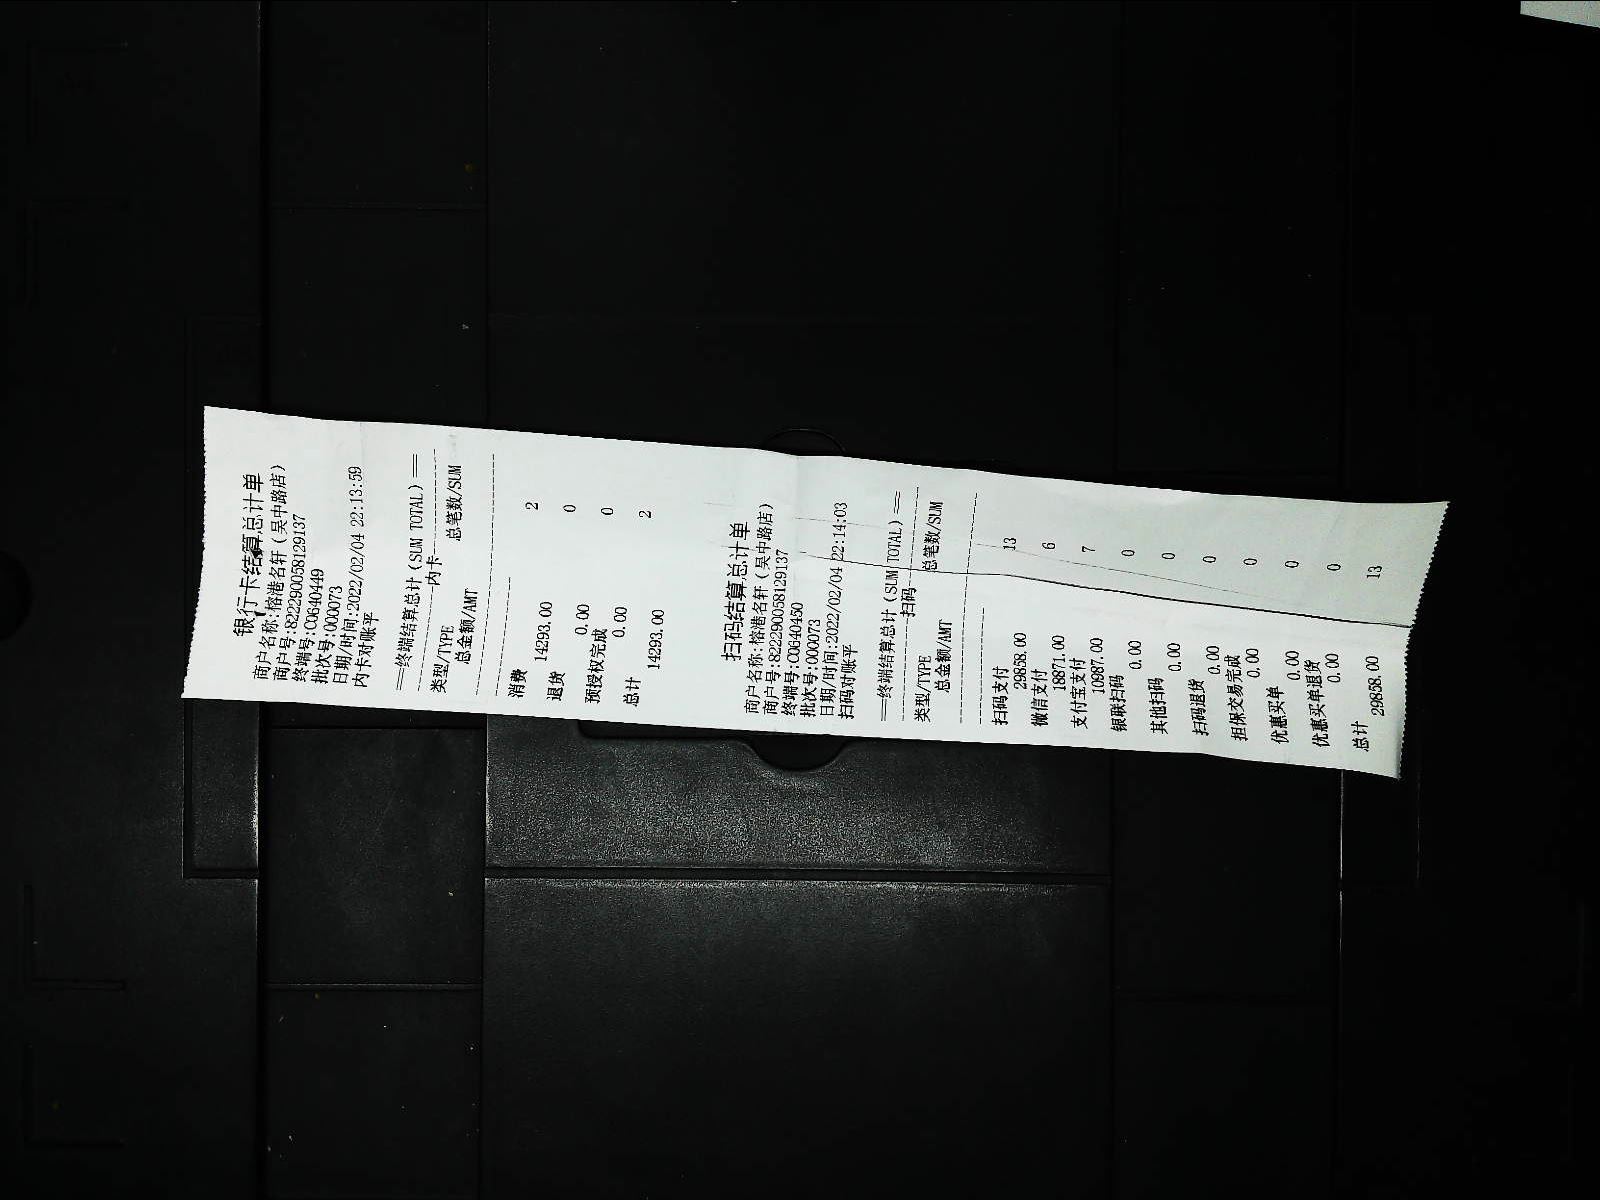 银行卡结算总计单
商户名称:榕港名轩（吴中路店）
商户号:822290058129137
终端号:C0640449
批次号:000073
日期/时间:2022/02/04 22:13:59
内卡对账平
==终端结算总计（SUM TOTAL）==
----------内卡----------
类型/TYPE 总笔数/SUM
总金额/AMT
消费 2
14293.00
退货 0
0.00
预授权完成 0
0.00
总计 2
14293.00
扫码结算总计单
商户名称:榕港名轩（吴中路店）
商户号:822290058129137
终端号:C0640450
批次号:000073
日期/时间:2022/02/04 22:14:03
扫码对账平
==终端结算总计（SUM TOTAL）==
----------扫码----------
类型/TYPE 总笔数/SUM
总金额/AMT
扫码支付 13
29858.00
微信支付 6
18871.00
支付宝支付 7
10987.00
银联扫码 0
0.00
其他扫码 0
0.00
扫码退货 0
0.00
担保交易完成 0
0.00
优惠买单 0
0.00
优惠买单退货 0
0.00
总计 13
29858.00